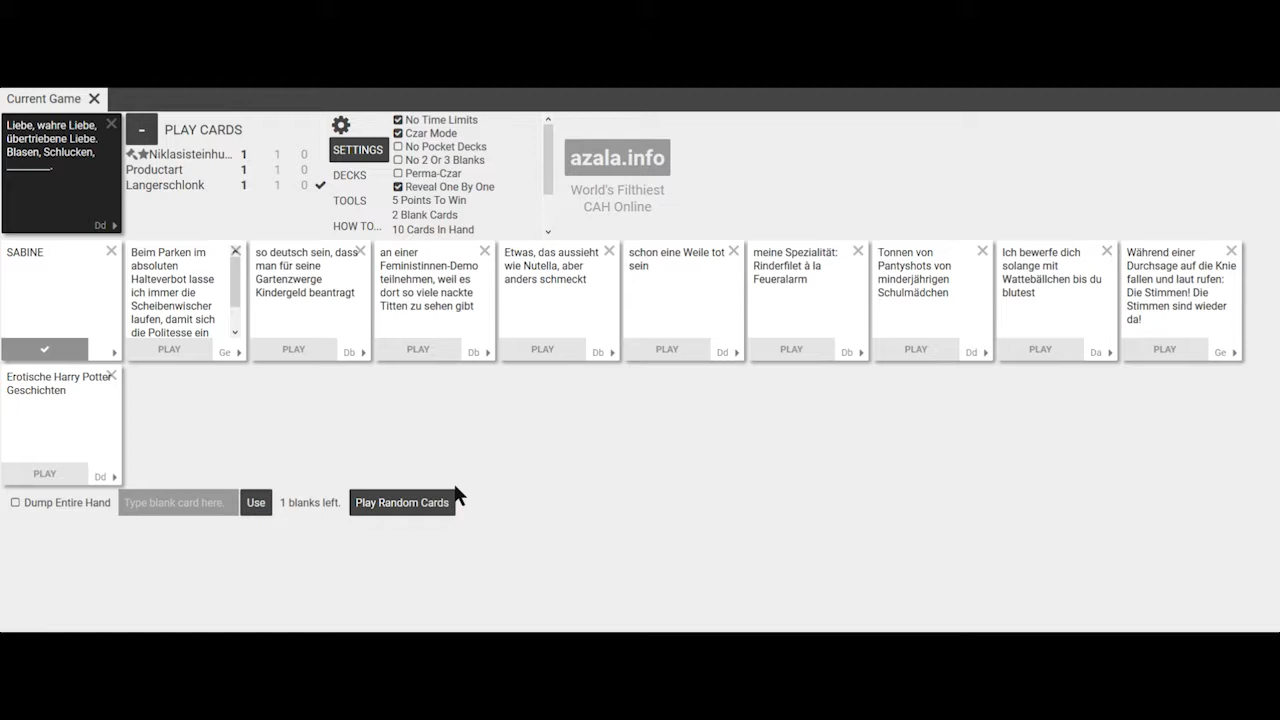 Current Game
Liebe, wahre Liebe,
übertriebene Liebe.
Blasen, Schlucken,
________.
Dd
-
PLAY CARDS
Niklasisteinhu... 1 1 0
Productart 1 1 0
Langerschlonk 1 1 0
SETTINGS
DECKS
TOOLS
HOW TO...
No Time Limits
Czar Mode
No Pocket Decks
No 2 Or 3 Blanks
Perma-Czar
Reveal One By One
5 Points To Win
2 Blank Cards
10 Cards In Hand
azala.info
World's Filthiest
CAH Online
SABINE
Beim Parken im
absoluten
Halteverbot lasse
ich immer die
Scheibenwischer
laufen, damit sich
die Politesse ein
PLAY
Ge
so deutsch sein, dass
man für seine
Gartenzwerge
Kindergeld beantragt
PLAY
Db
an einer
Feministinnen-Demo
teilnehmen, weil es
dort so viele nackte
Titten zu sehen gibt
PLAY
Db
Etwas, das aussieht
wie Nutella, aber
anders schmeckt
PLAY
Db
schon eine Weile tot
sein
PLAY
Dd
meine Spezialität:
Rinderfilet à la
Feueralarm
PLAY
Db
Tonnen von
Pantyshots von
minderjährigen
Schulmädchen
PLAY
Dd
Ich bewerfe dich
solange mit
Wattebällchen bis du
blutest
PLAY
Da
Während einer
Durchsage auf die Knie
fallen und laut rufen:
Die Stimmen! Die
Stimmen sind wieder
da!
PLAY
Ge
Erotische Harry Potter
Geschichten
PLAY
Dd
Dump Entire Hand
Type blank card here.
Use
1 blanks left.
Play Random Cards